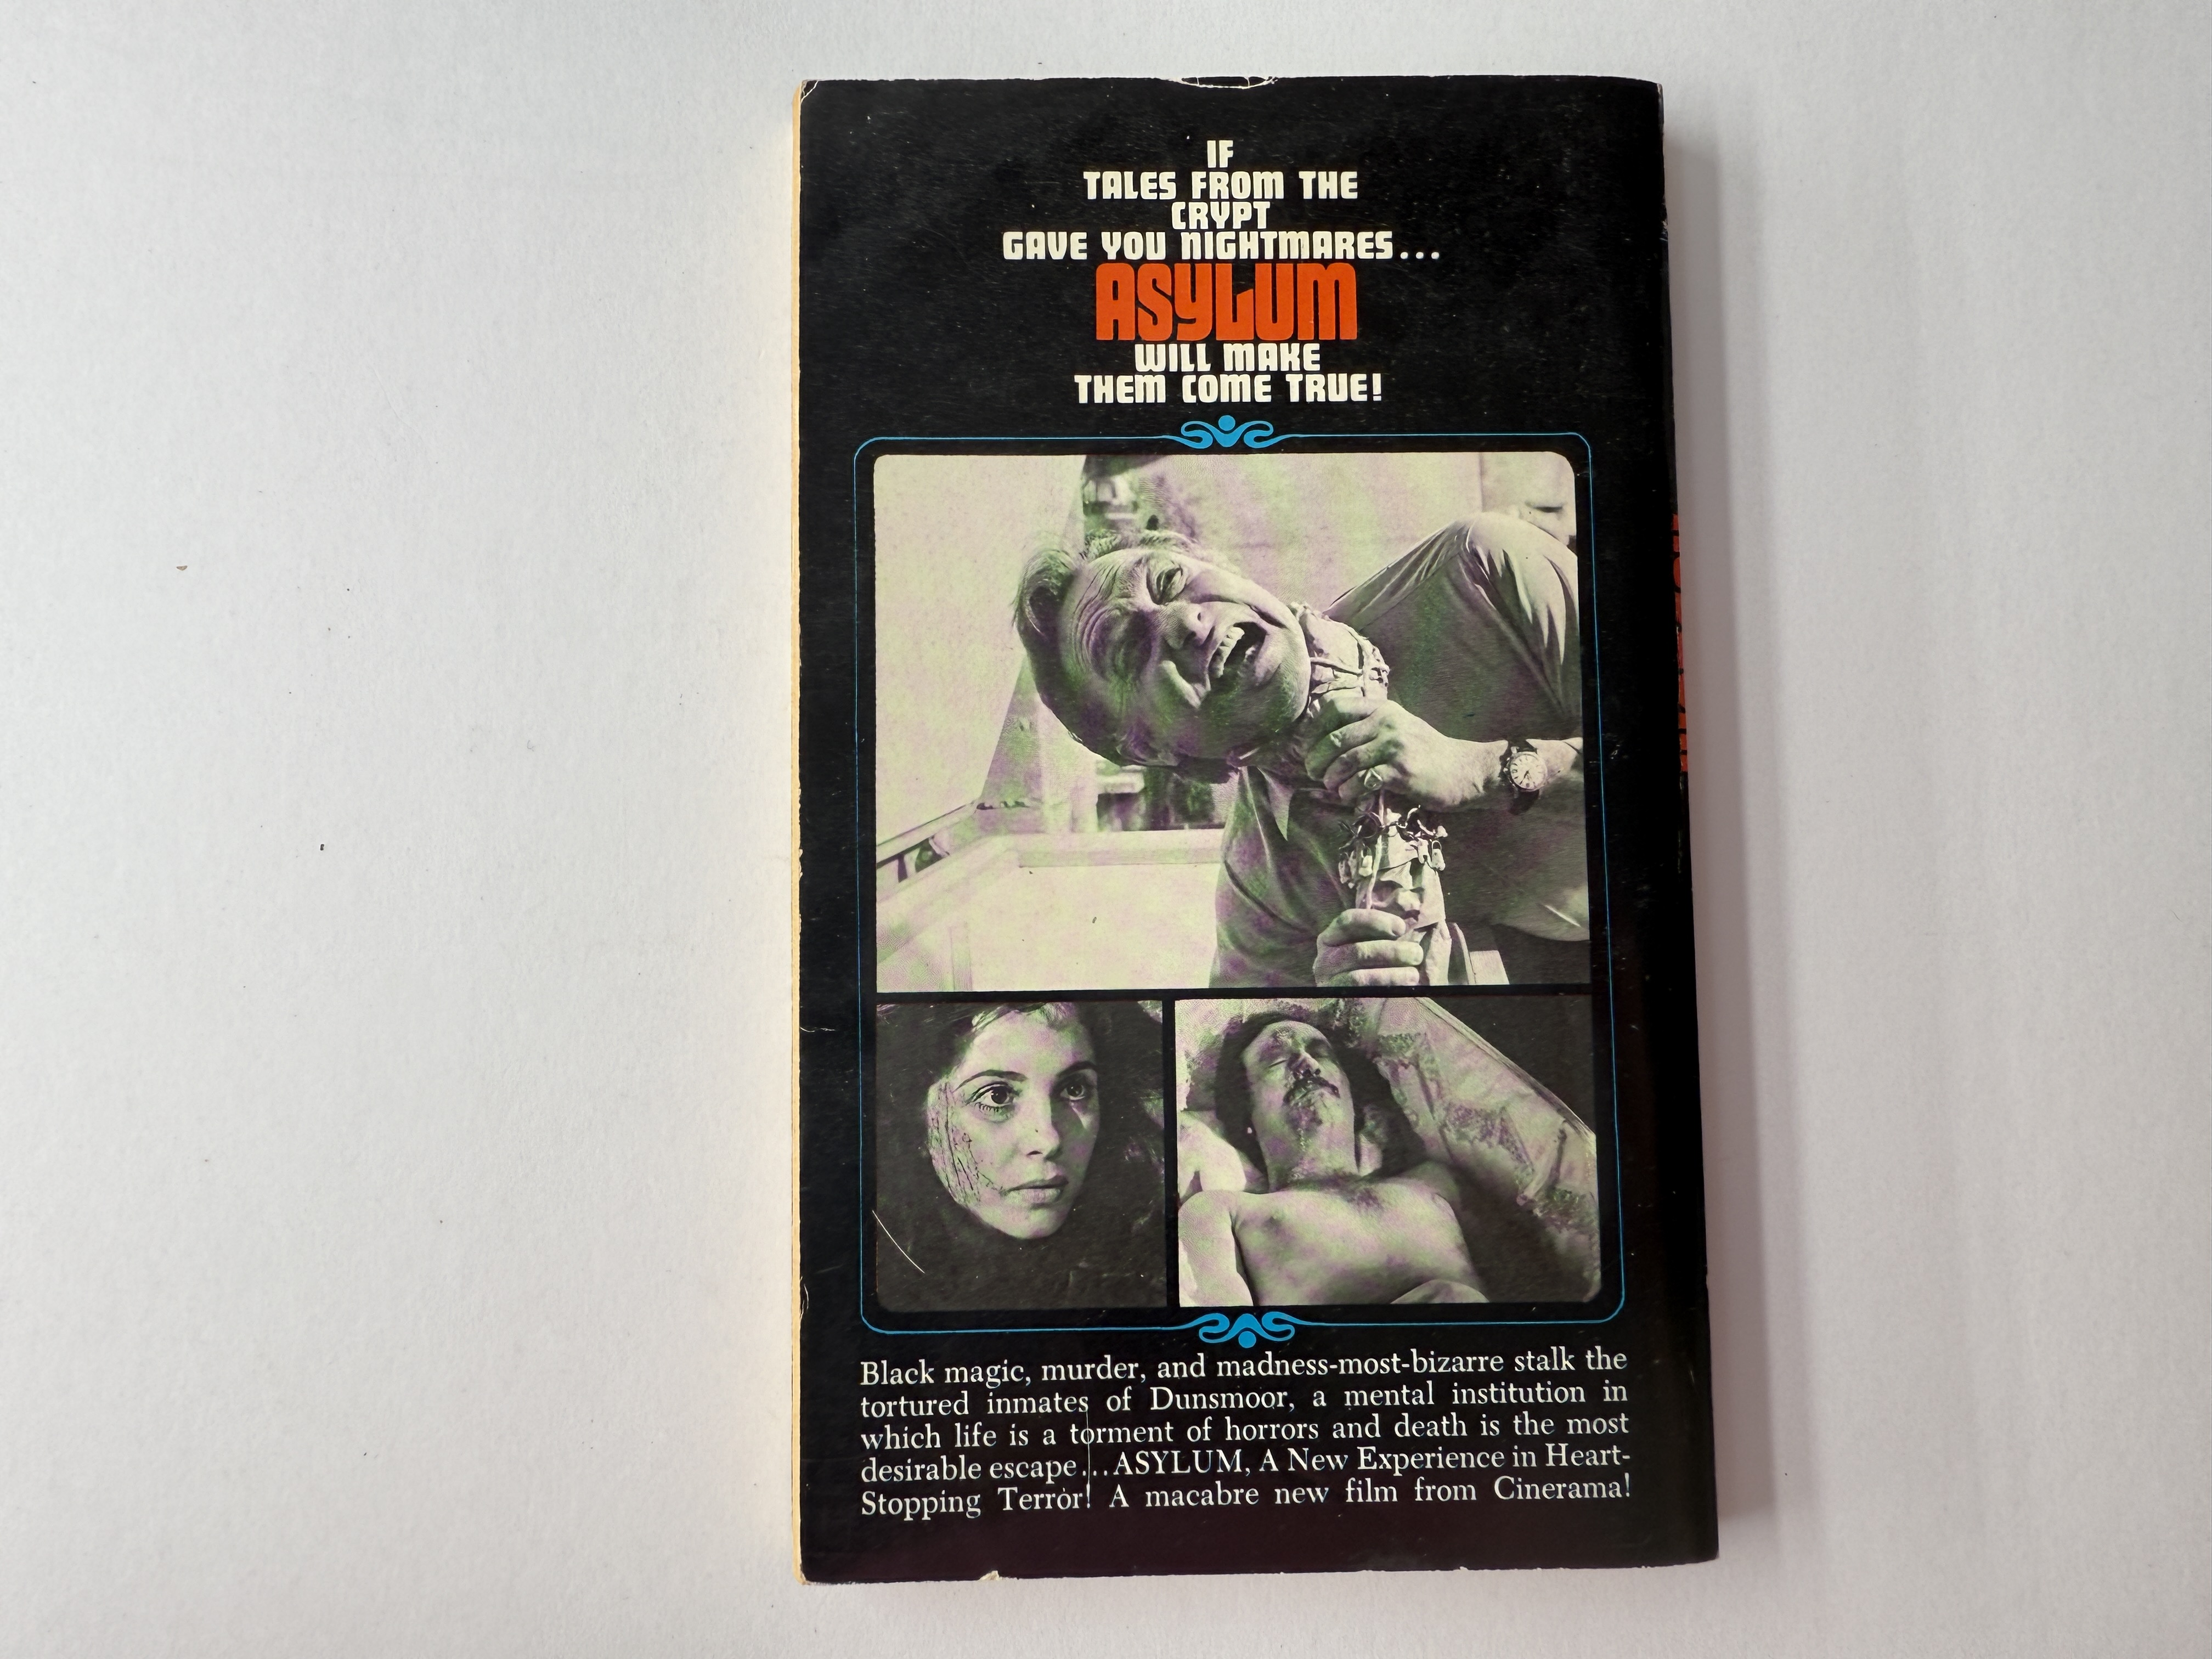 IF
TALES FROM THE
CRYPT
GAVE YOU NIGHTMARES...
ASYLUM
WILL MAKE
THEM COME TRUE!
Black magic, murder, and madness-most-bizarre stalk the
tortured inmates of Dunsmoor, a mental institution in
which life is a torment of horrors and death is the most
desirable escape...ASYLUM, A New Experience in Heart-
Stopping Terror! A macabre new film from Cinerama!